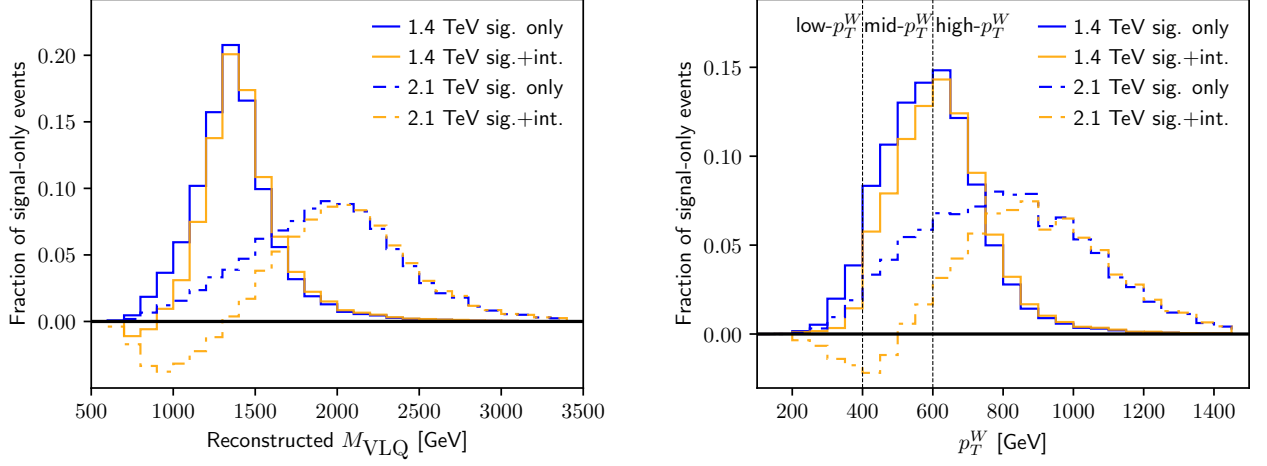 Fraction of signal-only events
0.20
0.15
0.10
0.05
0.00
1.4 TeV sig. only
1.4 TeV sig.+int.
2.1 TeV sig. only
2.1 TeV sig.+int.
500 1000 1500 2000 2500 3000 3500
Reconstructed M_VLQ [GeV]
Fraction of signal-only events
0.15
0.10
0.05
0.00
low-p_T^W mid-p_T^W high-p_T^W
1.4 TeV sig. only
1.4 TeV sig.+int.
2.1 TeV sig. only
2.1 TeV sig.+int.
200 400 600 800 1000 1200 1400
p_T^W [GeV]